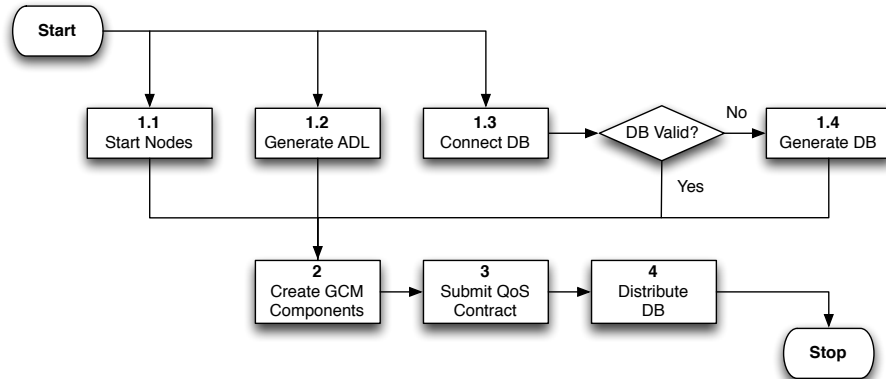 Start
1.1
Start Nodes
1.2
Generate ADL
1.3
Connect DB
DB Valid?
No
1.4
Generate DB
Yes
2
Create GCM
Components
3
Submit QoS
Contract
4
Distribute
DB
Stop